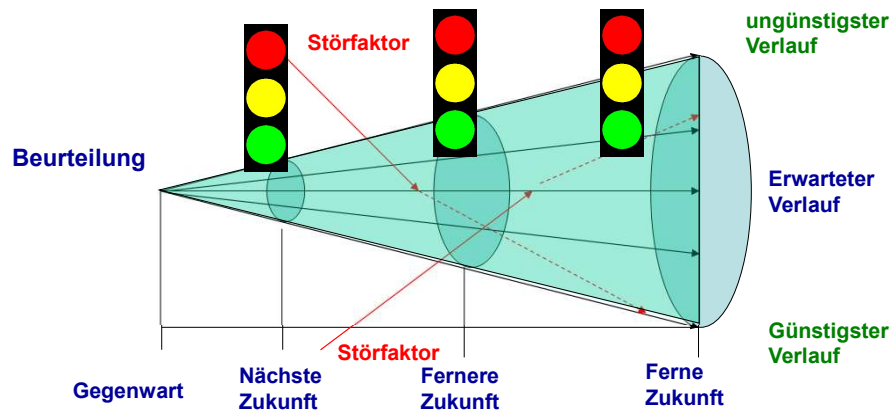 ungünstigster
Verlauf
Störfaktor
Beurteilung
Erwarteter
Verlauf
Günstigster
Verlauf
Störfaktor
Gegenwart
Nächste
Zukunft
Fernere
Zukunft
Ferne
Zukunft